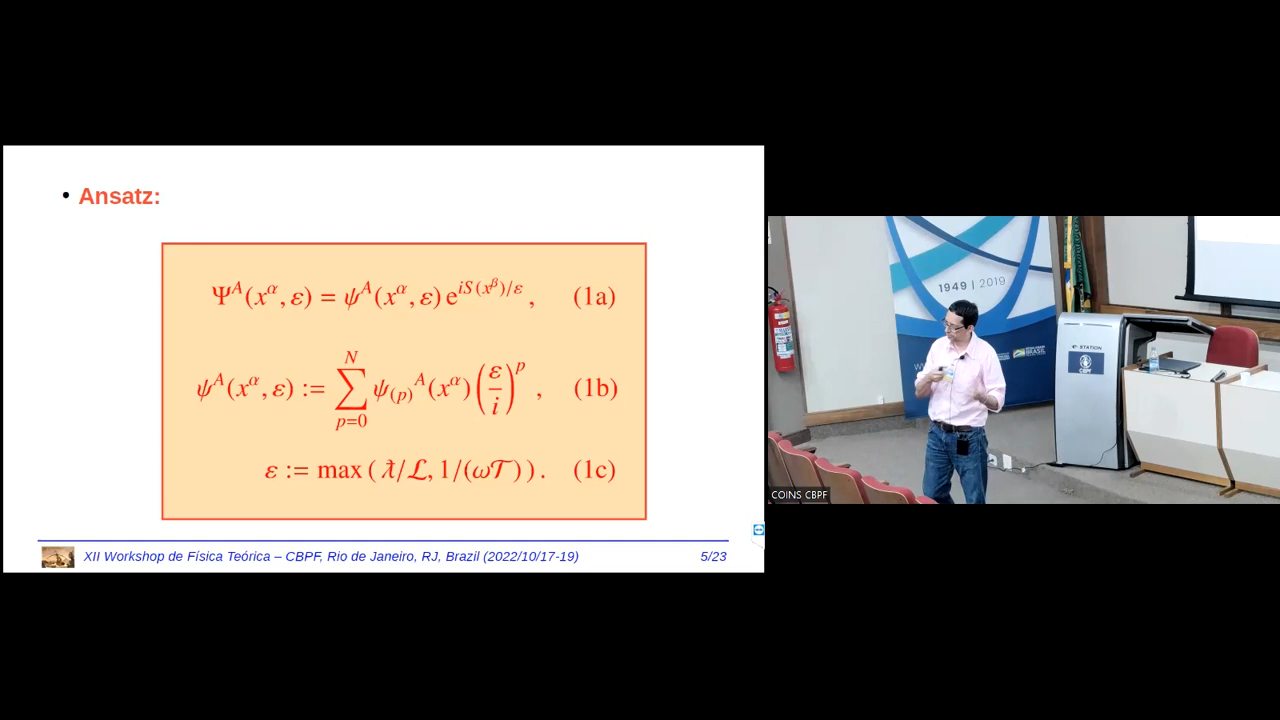 • Ansatz:
Ψ^A(x^α, ε) = ψ^A(x^α, ε) e^{iS(x^β)/ε} , (1a)
ψ^A(x^α, ε) := ∑_{p=0}^{N} ψ_{(p)}^A(x^α) (ε/i)^p , (1b)
ε := max ( ƛ/ℒ, 1/(ω𝒯) ) . (1c)
XII Workshop de Física Teórica – CBPF, Rio de Janeiro, RJ, Brazil (2022/10/17-19) 5/23
1949 | 2019
BRASIL
e-STATION
CBPF
COINS CBPF